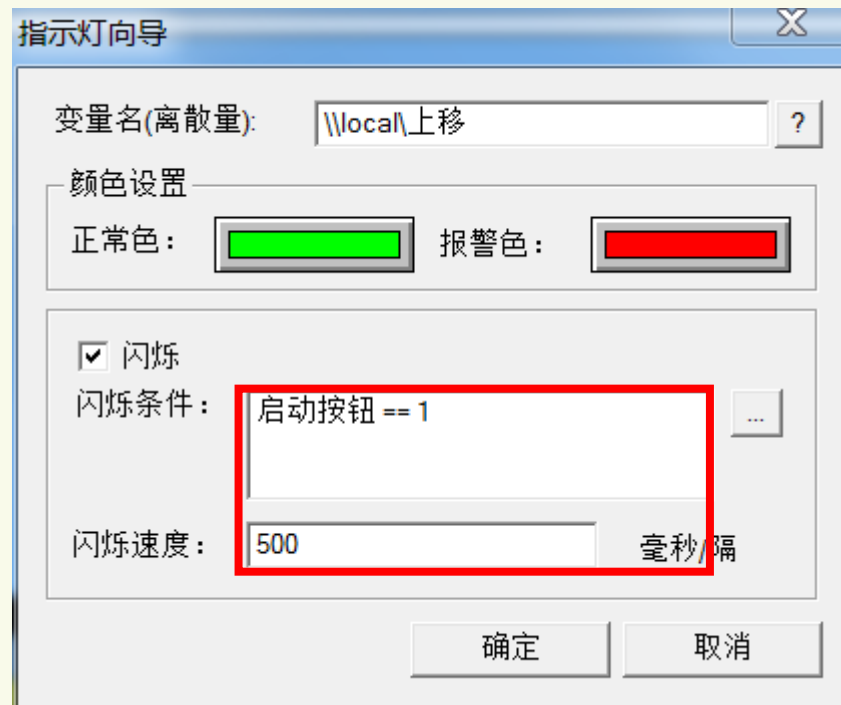 指示灯向导
变量名(离散量): \\local\上移 ?
颜色设置
正常色： 报警色：
闪烁
闪烁条件： 启动按钮 == 1 ...
闪烁速度： 500 毫秒/隔
确定 取消